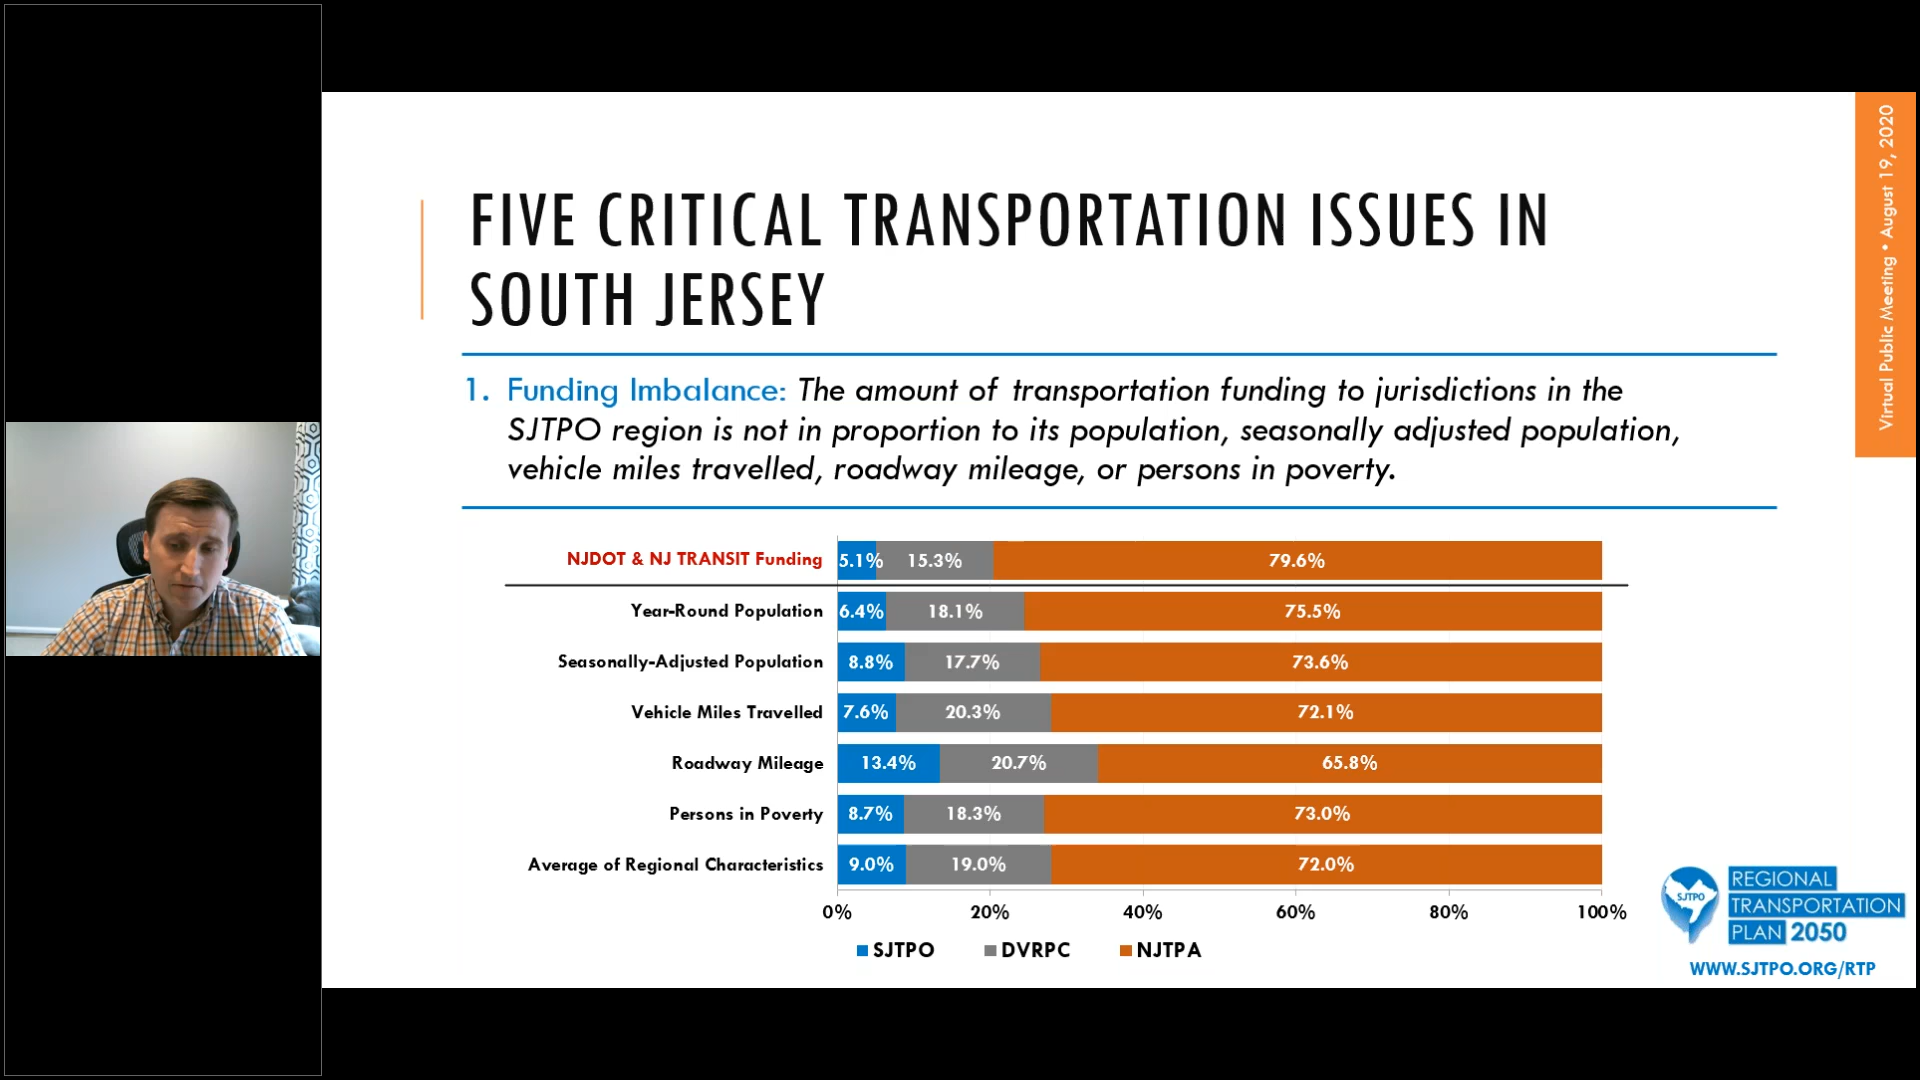 FIVE CRITICAL TRANSPORTATION ISSUES IN
SOUTH JERSEY
1. Funding Imbalance: The amount of transportation funding to jurisdictions in the
SJTPO region is not in proportion to its population, seasonally adjusted population,
vehicle miles travelled, roadway mileage, or persons in poverty.
NJDOT & NJ TRANSIT Funding 5.1% 15.3% 79.6%
Year-Round Population 6.4% 18.1% 75.5%
Seasonally-Adjusted Population 8.8% 17.7% 73.6%
Vehicle Miles Travelled 7.6% 20.3% 72.1%
Roadway Mileage 13.4% 20.7% 65.8%
Persons in Poverty 8.7% 18.3% 73.0%
Average of Regional Characteristics 9.0% 19.0% 72.0%
0% 20% 40% 60% 80% 100%
SJTPO DVRPC NJTPA
Virtual Public Meeting • August 19, 2020
SJTPO
REGIONAL
TRANSPORTATION
PLAN 2050
WWW.SJTPO.ORG/RTP